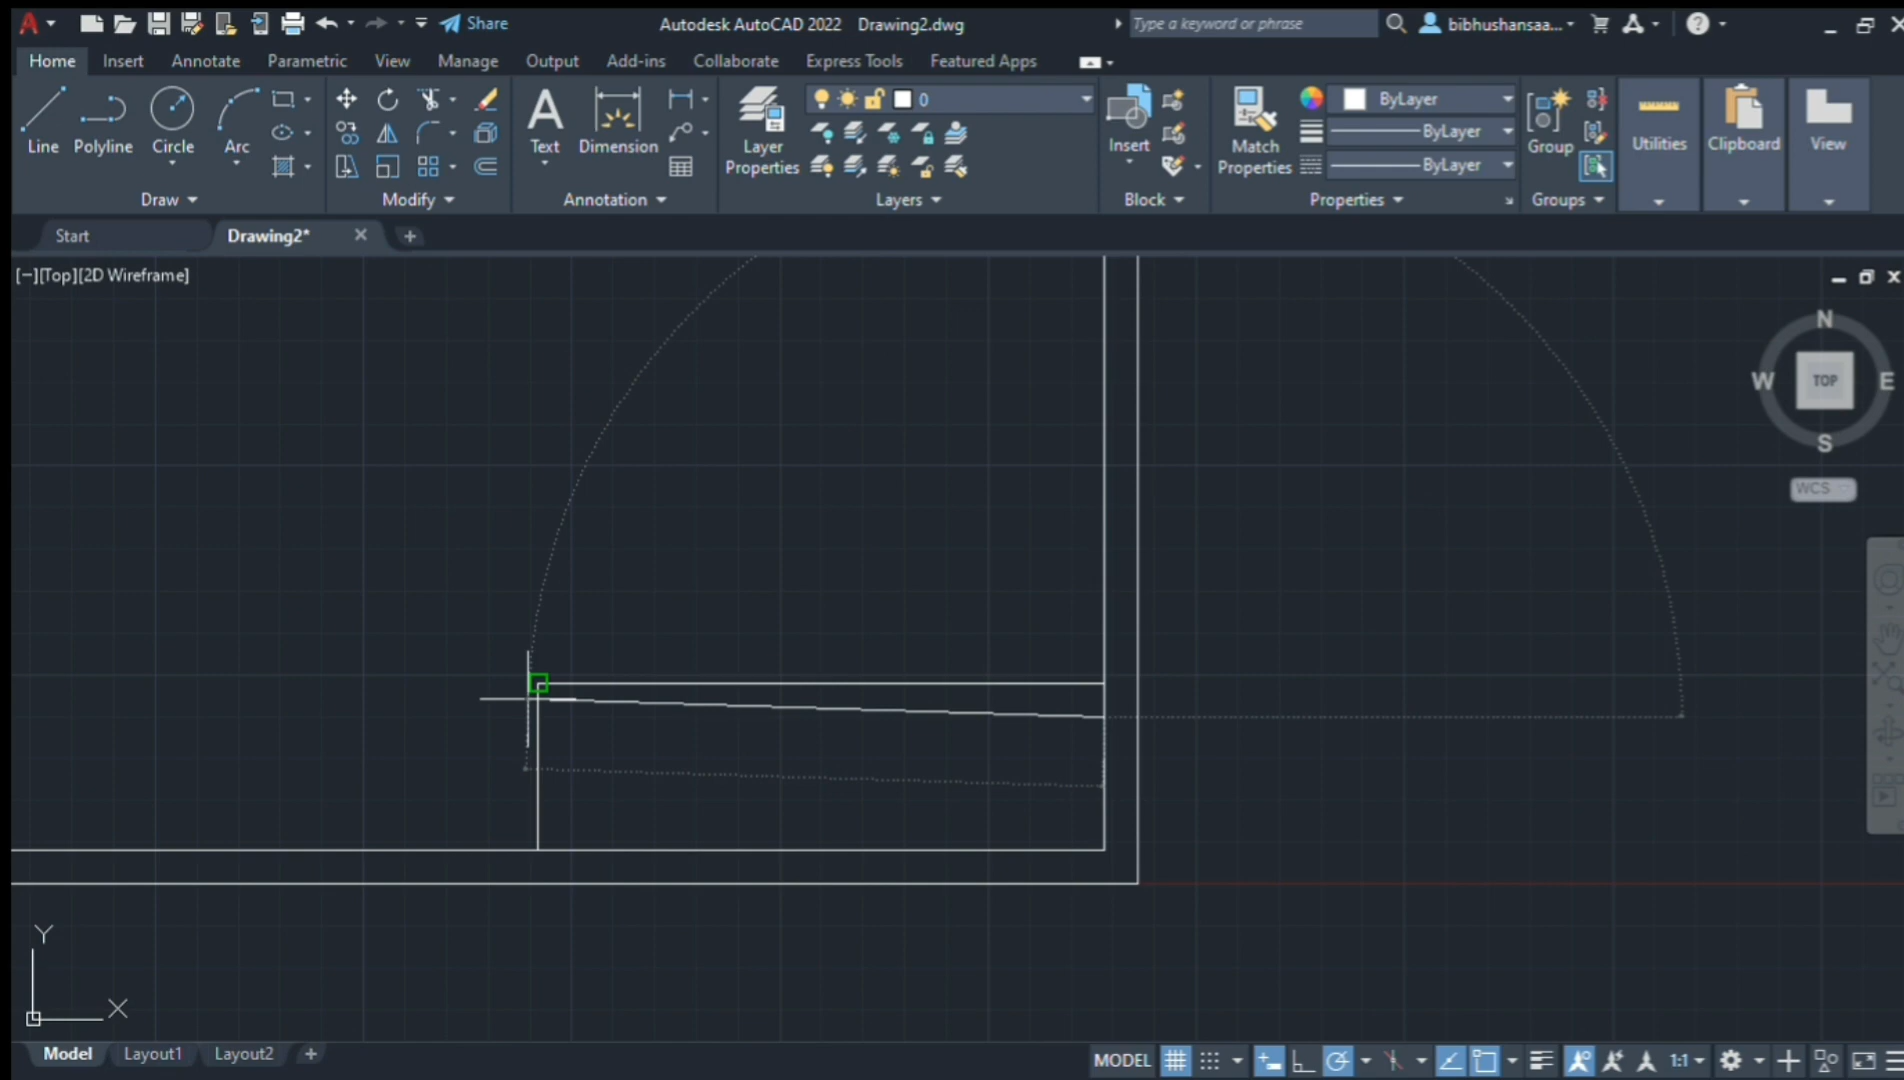 Share
Autodesk AutoCAD 2022 Drawing2.dwg
Type a keyword or phrase
bibhushansaa...
Home Insert Annotate Parametric View Manage Output Add-ins Collaborate Express Tools Featured Apps
0
ByLayer
ByLayer
ByLayer
Line Polyline Circle Arc
Text Dimension
Layer
Properties
Insert
Match
Properties
Group
Utilities
Clipboard
View
Draw Modify Annotation Layers Block Properties Groups
Start Drawing2*
[−][Top][2D Wireframe]
N
W TOP E
S
WCS
Y
X
Model Layout1 Layout2
MODEL 1:1